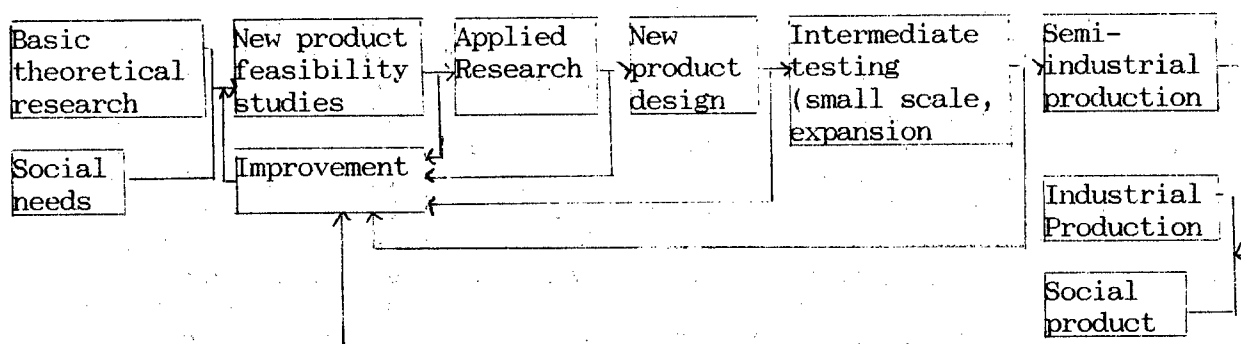 Basic
theoretical
research
Social
needs
New product
feasibility
studies
Improvement
Applied
Research
New
product
design
Intermediate
testing
(small scale,
expansion
Semi-
industrial
production
Industrial
Production
Social
product